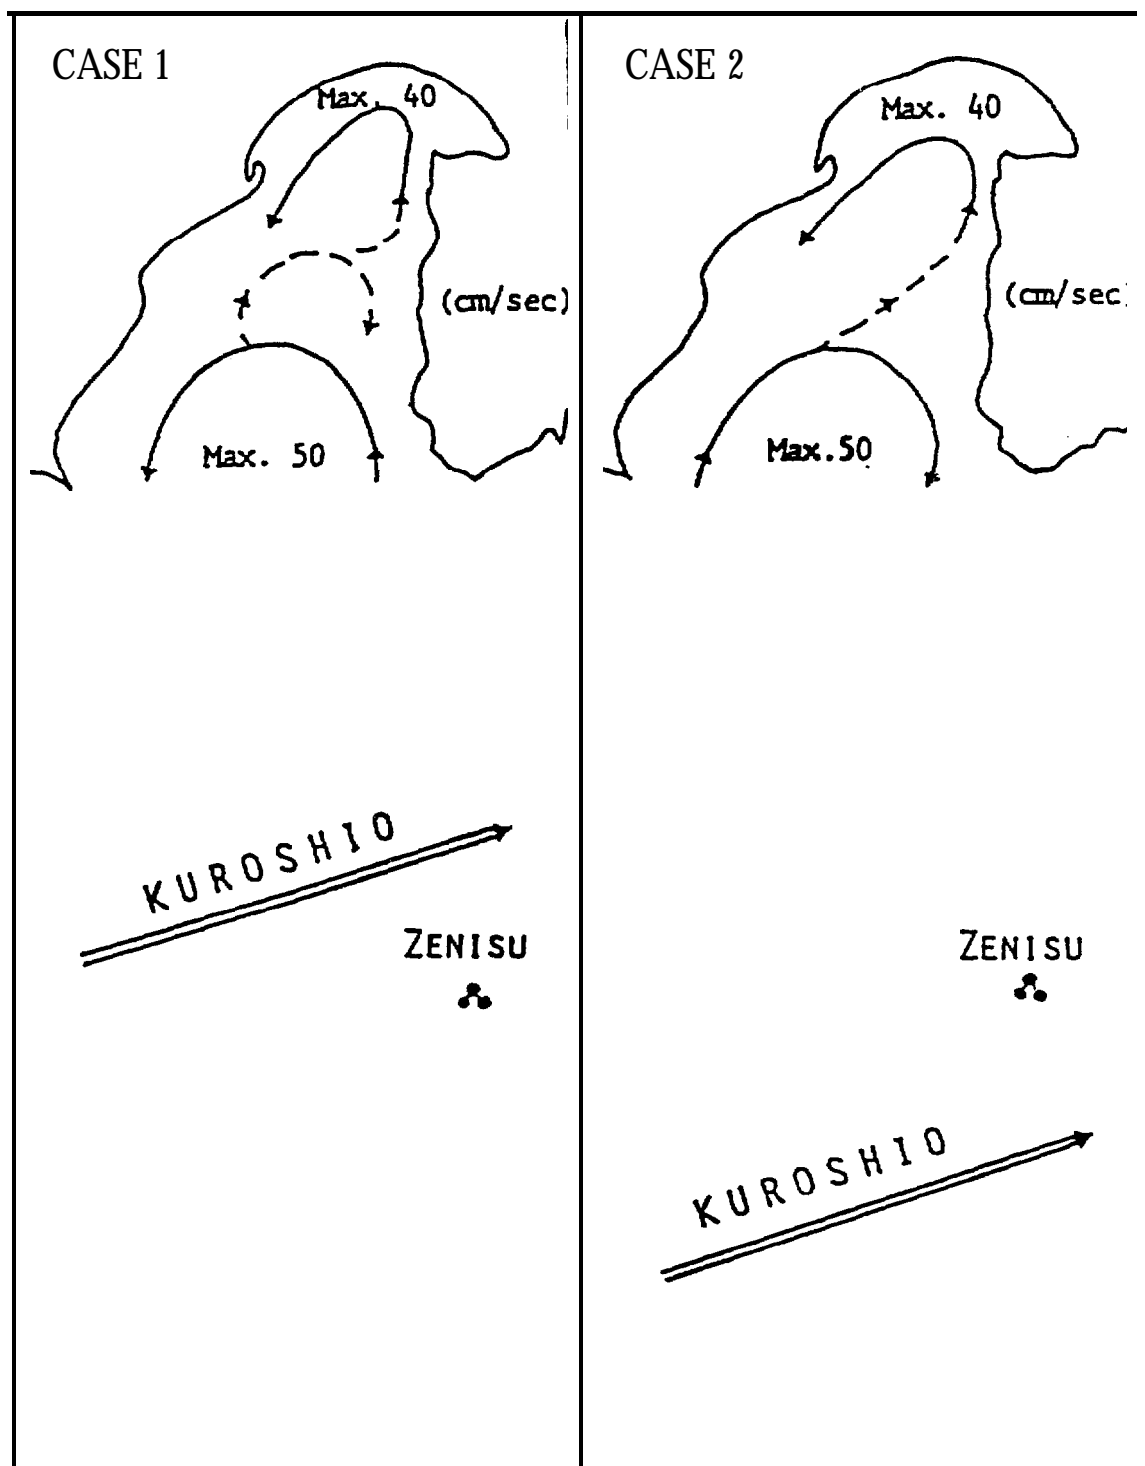 CASE 1
Max. 40
(cm/sec)
Max. 50
KUROSHIO
ZENISU
CASE 2
Max. 40
(cm/sec)
Max.50
ZENISU
KUROSHIO